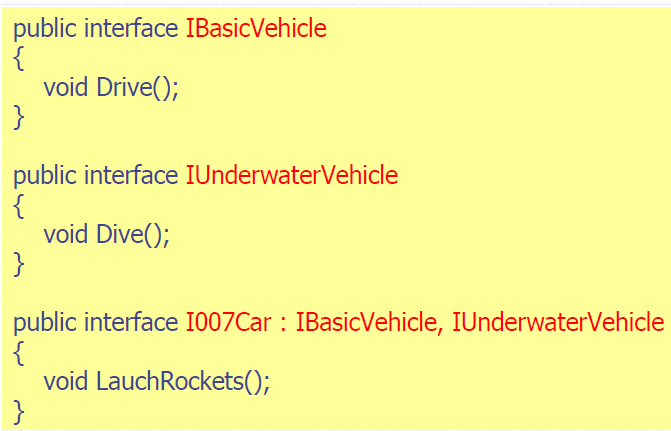 public interface IBasicVehicle
{
void Drive();
}
public interface IUnderwaterVehicle
{
void Dive();
}
public interface I007Car : IBasicVehicle, IUnderwaterVehicle
{
void LauchRockets();
}